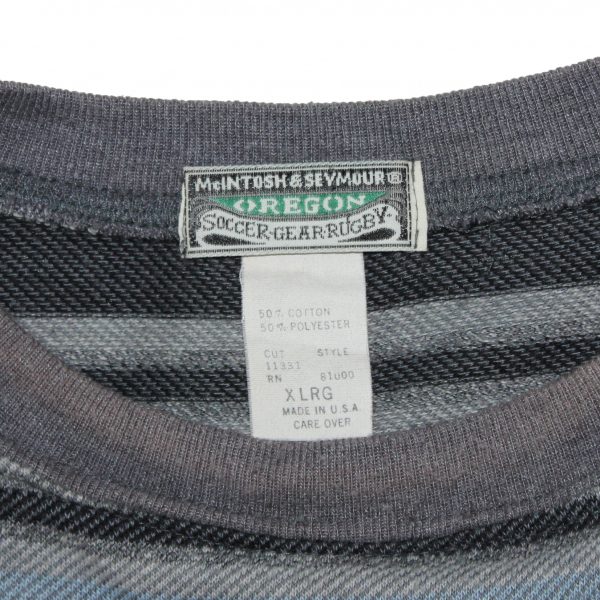 McINTOSH & SEYMOUR®
OREGON
SOCCER·GEAR·RUGBY·
50% COTTON
50% POLYESTER
CUT STYLE
11331
RN 81000
XLRG
MADE IN U.S.A.
CARE OVER